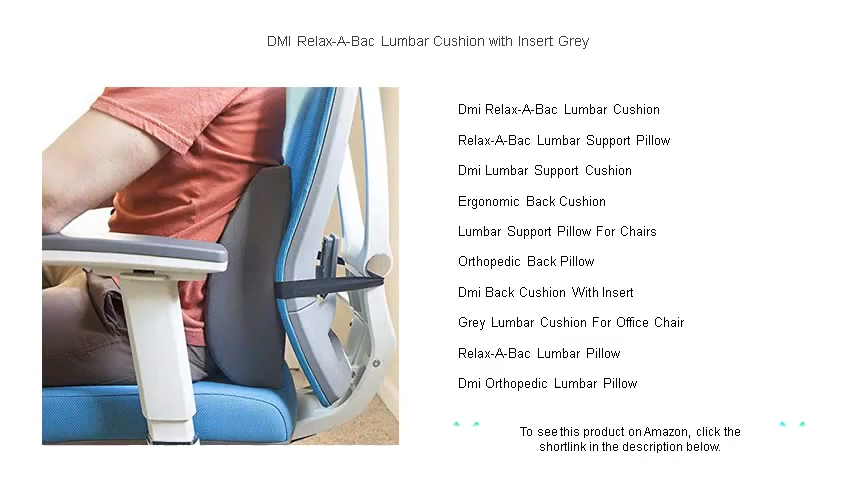 DMI Relax-A-Bac Lumbar Cushion with Insert Grey
Dmi Relax-A-Bac Lumbar Cushion
Relax-A-Bac Lumbar Support Pillow
Dmi Lumbar Support Cushion
Ergonomic Back Cushion
Lumbar Support Pillow For Chairs
Orthopedic Back Pillow
Dmi Back Cushion With Insert
Grey Lumbar Cushion For Office Chair
Relax-A-Bac Lumbar Pillow
Dmi Orthopedic Lumbar Pillow
To see this product on Amazon, click the
shortlink in the description below.